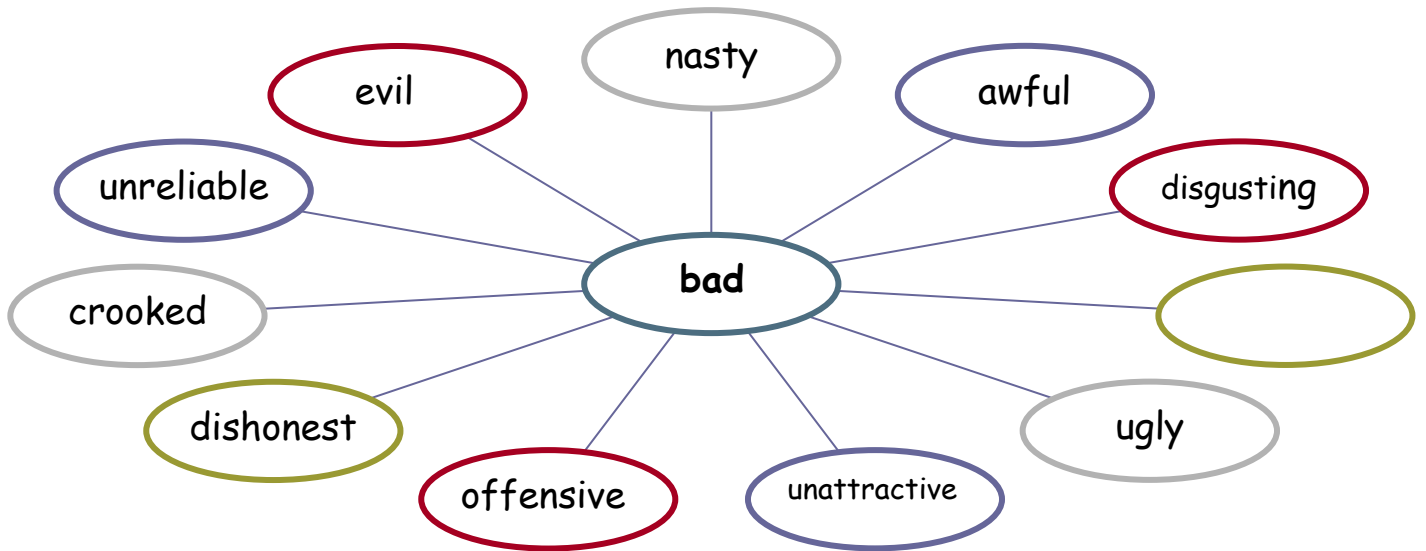 nasty
evil
awful
unreliable
disgusting
bad
crooked
dishonest
ugly
offensive
unattractive